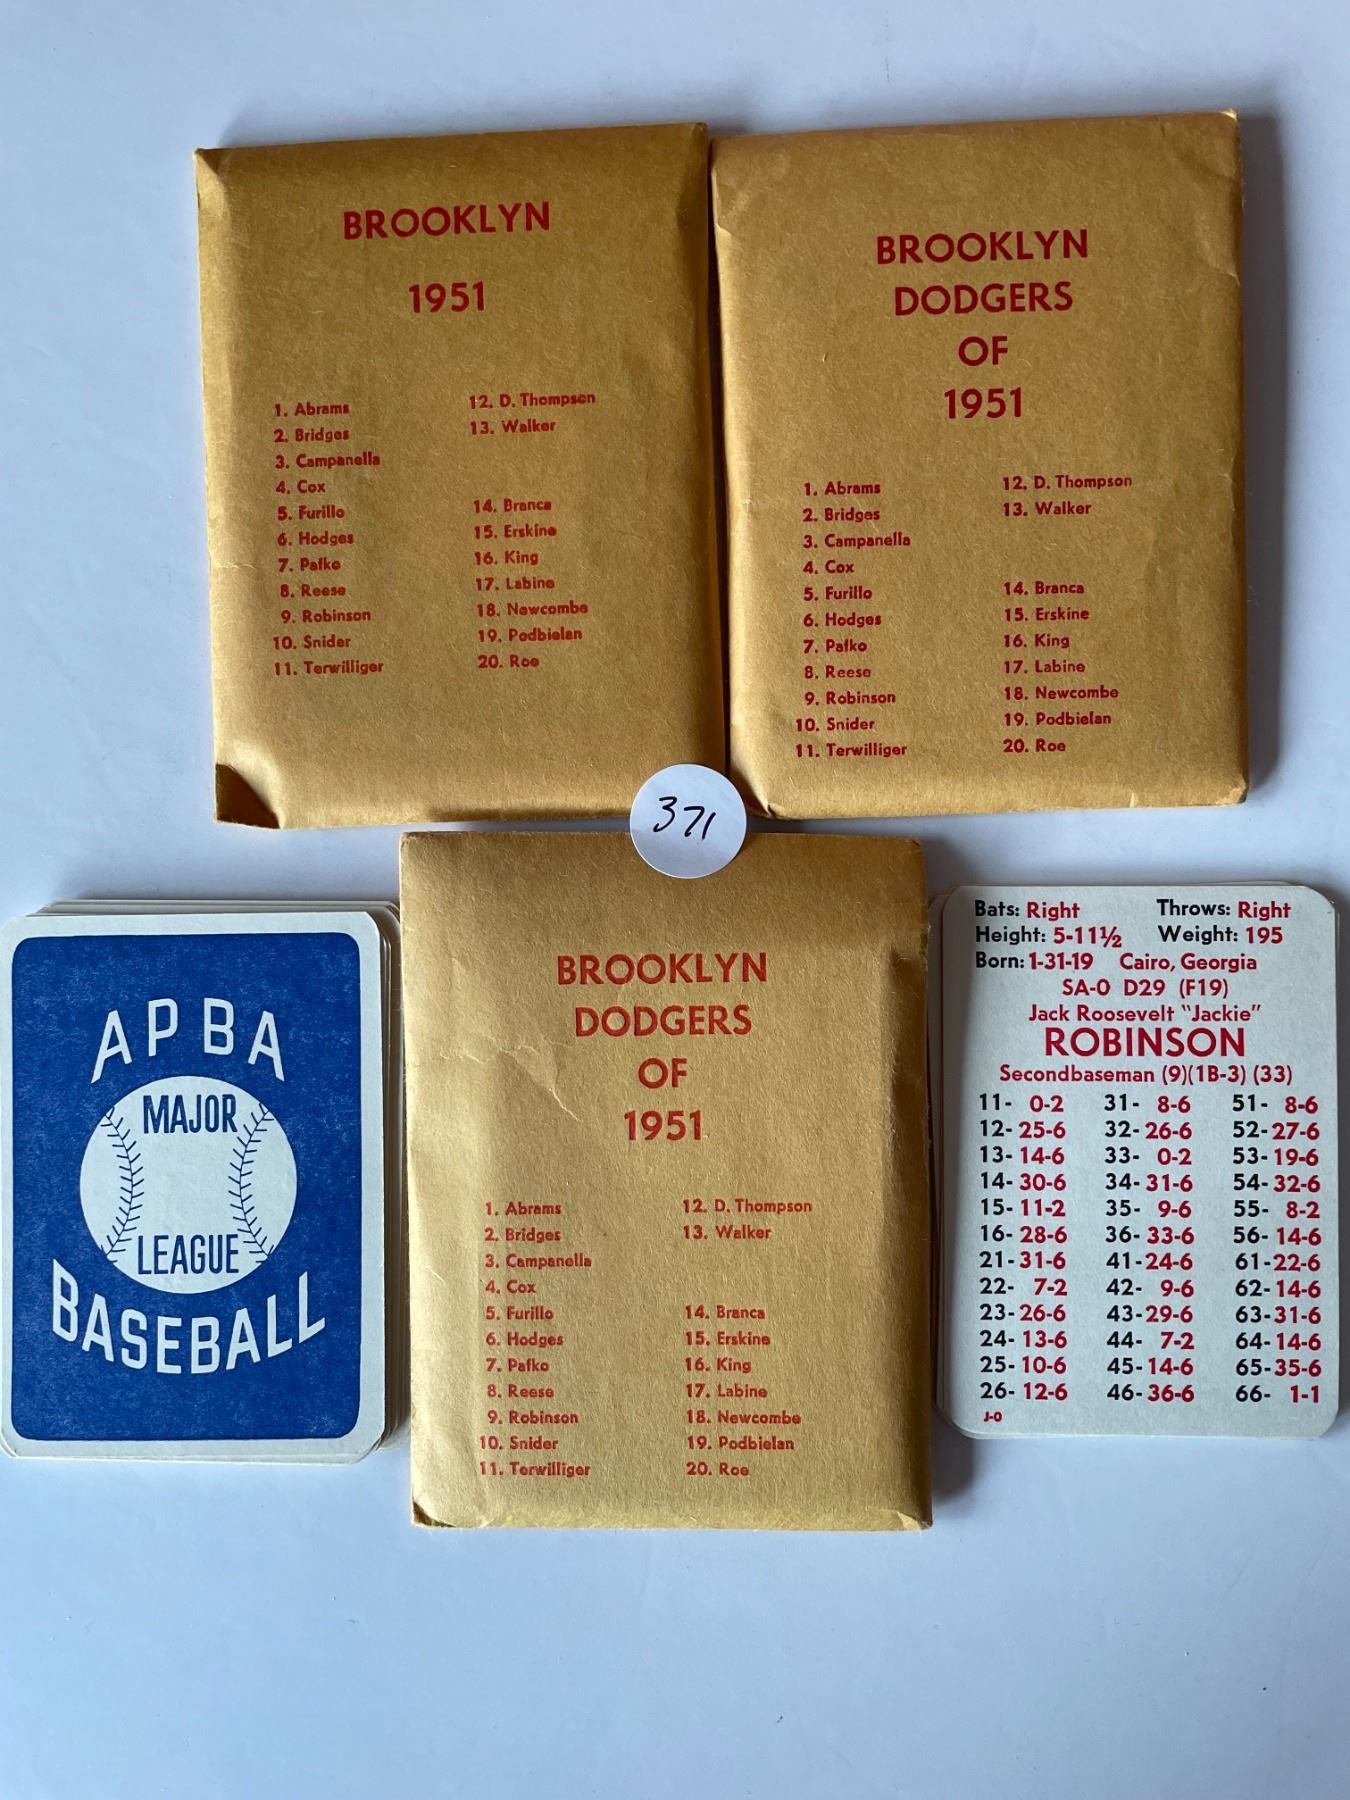 BROOKLYN
1951
1. Abrams
2. Bridges
3. Campanella
4. Cox
5. Furillo
6. Hodges
7. Pafko
8. Reese
9. Robinson
10. Snider
11. Terwilliger
12. D. Thompson
13. Walker
14. Branca
15. Erskine
16. King
17. Labine
18. Newcombe
19. Podbielan
20. Roe
BROOKLYN
DODGERS
OF
1951
1. Abrams
2. Bridges
3. Campanella
4. Cox
5. Furillo
6. Hodges
7. Pafko
8. Reese
9. Robinson
10. Snider
11. Terwilliger
12. D. Thompson
13. Walker
14. Branca
15. Erskine
16. King
17. Labine
18. Newcombe
19. Podbielan
20. Roe
371
APBA
MAJOR
LEAGUE
BASEBALL
BROOKLYN
DODGERS
OF
1951
1. Abrams
2. Bridges
3. Campanella
4. Cox
5. Furillo
6. Hodges
7. Pafko
8. Reese
9. Robinson
10. Snider
11. Terwilliger
12. D. Thompson
13. Walker
14. Branca
15. Erskine
16. King
17. Labine
18. Newcombe
19. Podbielan
20. Roe
Bats: Right Throws: Right
Height: 5-11½ Weight: 195
Born: 1-31-19 Cairo, Georgia
SA-0 D29 (F19)
Jack Roosevelt "Jackie"
ROBINSON
Secondbaseman (9)(1B-3) (33)
11- 0-2 31- 8-6 51- 8-6
12- 25-6 32- 26-6 52- 27-6
13- 14-6 33- 0-2 53- 19-6
14- 30-6 34- 31-6 54- 32-6
15- 11-2 35- 9-6 55- 8-2
16- 28-6 36- 33-6 56- 14-6
21- 31-6 41- 24-6 61- 22-6
22- 7-2 42- 9-6 62- 14-6
23- 26-6 43- 29-6 63- 31-6
24- 13-6 44- 7-2 64- 14-6
25- 10-6 45- 14-6 65- 35-6
26- 12-6 46- 36-6 66- 1-1
J-0